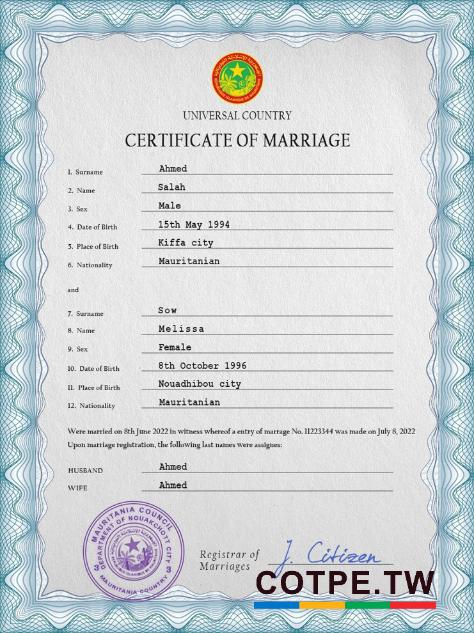 UNIVERSAL COUNTRY
CERTIFICATE OF MARRIAGE
1. Surname Ahmed
2. Name Salah
3. Sex Male
4. Date of Birth 15th May 1994
5. Place of Birth Kiffa city
6. Nationality Mauritanian
and
7. Surname Sow
8. Name Melissa
9. Sex Female
10. Date of Birth 8th October 1996
11. Place of Birth Nouadhibou city
12. Nationality Mauritanian
Were married on 8th June 2022 in witness whereof a entry of marrage No. 11223344 was made on July 8, 2022
Upon marriage registration, the following last names were assignes:
HUSBAND Ahmed
WIFE Ahmed
MAURITANIA COUNCIL
DEPARTMENT OF NOUAKCHOTT CITY
MAURITANIA COUNTRY
Registrar of J. Citizen
Marriages
COTPE.TW